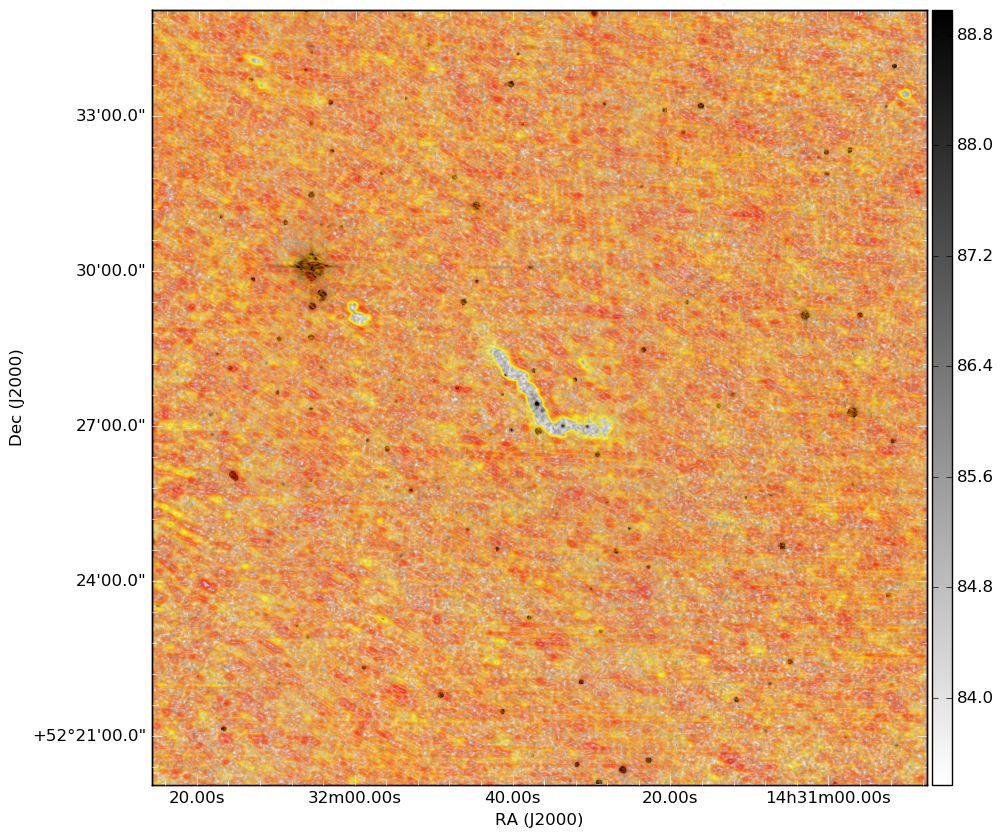 88.8
33'00.0"
88.0
87.2
30'00.0"
86.4
Dec (J2000)
27'00.0"
85.6
24'00.0"
84.8
84.0
+52°21'00.0"
20.00s
32m00.00s
40.00s
20.00s
14h31m00.00s
RA (J2000)